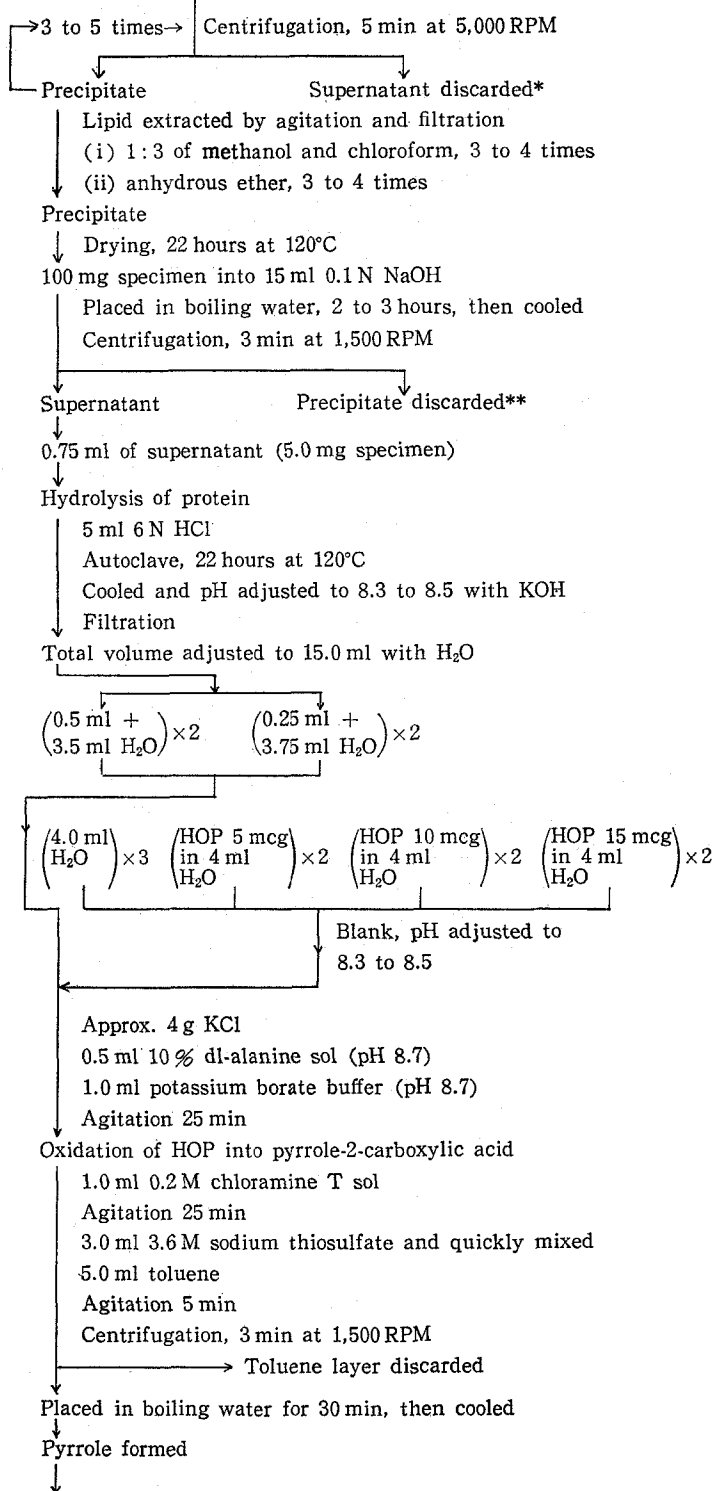 3 to 5 times→ Centrifugation, 5 min at 5,000 RPM
Precipitate Supernatant discarded*
Lipid extracted by agitation and filtration
(i) 1:3 of methanol and chloroform, 3 to 4 times
(ii) anhydrous ether, 3 to 4 times
Precipitate
Drying, 22 hours at 120°C
100 mg specimen into 15 ml 0.1 N NaOH
Placed in boiling water, 2 to 3 hours, then cooled
Centrifugation, 3 min at 1,500 RPM
Supernatant Precipitate discarded**
0.75 ml of supernatant (5.0 mg specimen)
Hydrolysis of protein
5 ml 6 N HCl
Autoclave, 22 hours at 120°C
Cooled and pH adjusted to 8.3 to 8.5 with KOH
Filtration
Total volume adjusted to 15.0 ml with H₂O
(0.5 ml + 
3.5 ml H₂O)×2
(0.25 ml +
3.75 ml H₂O)×2
(4.0 ml
H₂O)×3
(HOP 5 mcg
in 4 ml
H₂O)×2
(HOP 10 mcg
in 4 ml
H₂O)×2
(HOP 15 mcg
in 4 ml
H₂O)×2
Blank, pH adjusted to
8.3 to 8.5
Approx. 4 g KCl
0.5 ml 10% dl-alanine sol (pH 8.7)
1.0 ml potassium borate buffer (pH 8.7)
Agitation 25 min
Oxidation of HOP into pyrrole-2-carboxylic acid
1.0 ml 0.2 M chloramine T sol
Agitation 25 min
3.0 ml 3.6 M sodium thiosulfate and quickly mixed
5.0 ml toluene
Agitation 5 min
Centrifugation, 3 min at 1,500 RPM
Toluene layer discarded
Placed in boiling water for 30 min, then cooled
Pyrrole formed